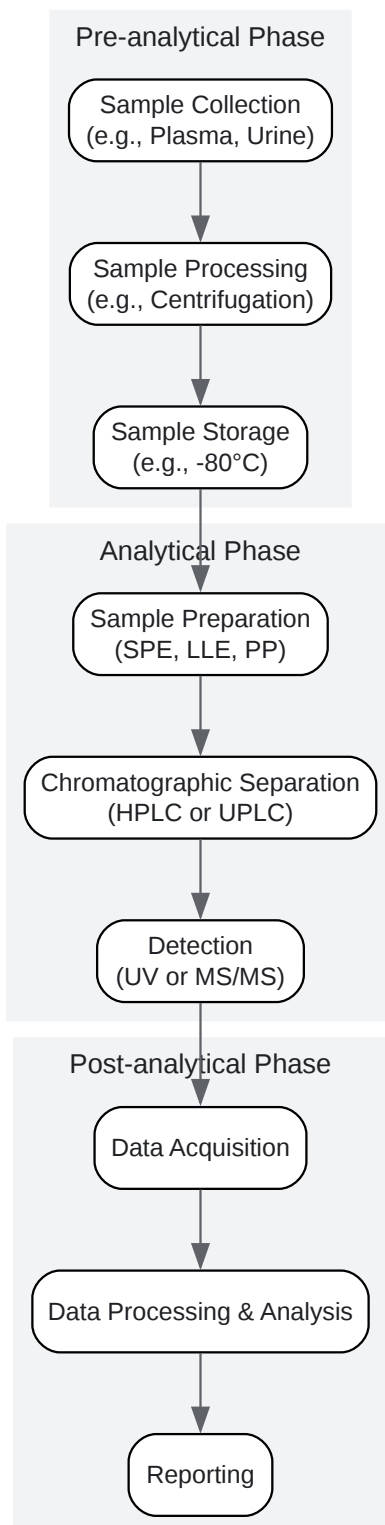 Pre-analytical Phase
Sample Collection
(e.g., Plasma, Urine)
Sample Processing
(e.g., Centrifugation)
Sample Storage
(e.g., -80°C)
Analytical Phase
Sample Preparation
(SPE, LLE, PP)
Chromatographic Separation
(HPLC or UPLC)
Detection
(UV or MS/MS)
Post-analytical Phase
Data Acquisition
Data Processing & Analysis
Reporting